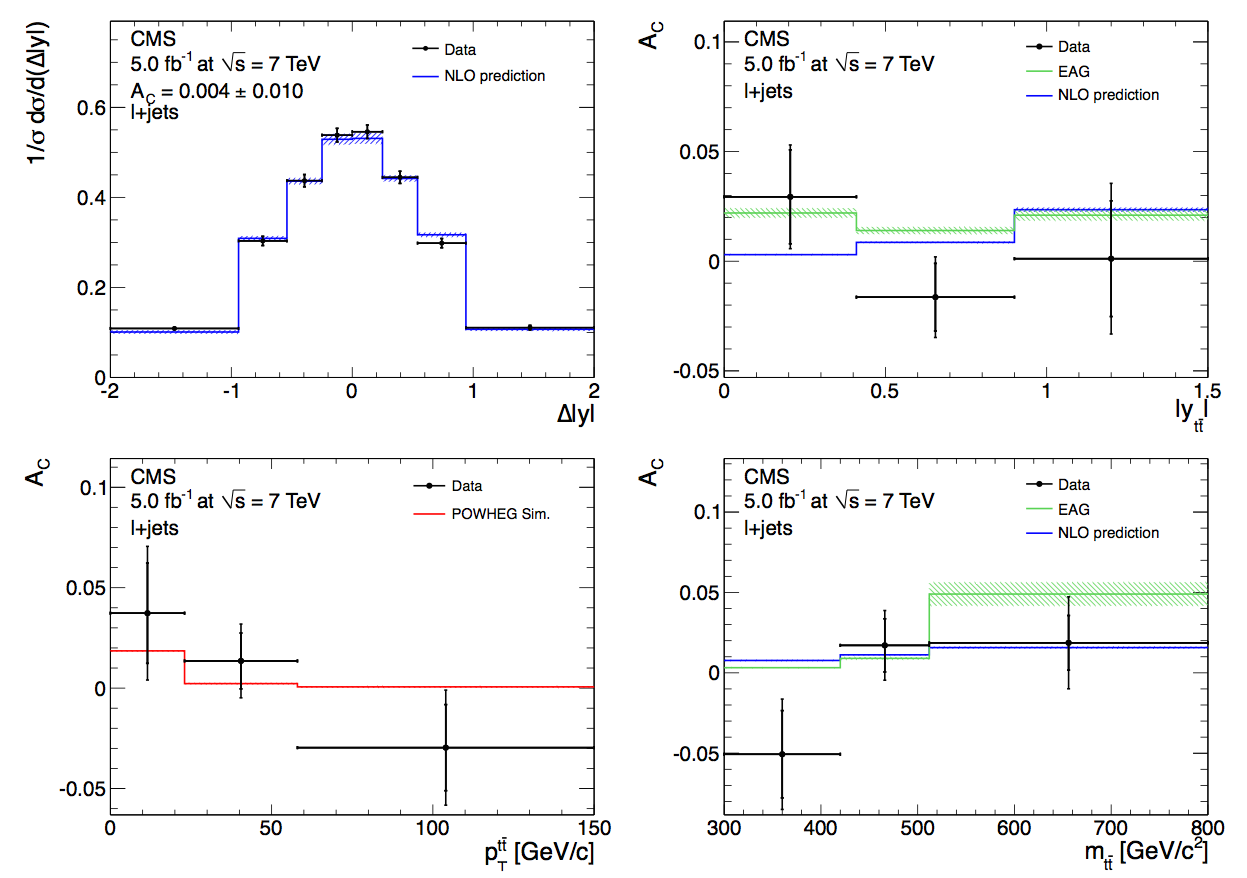 1/σ dσ/d(Δ|y|)
CMS
5.0 fb⁻¹ at √s = 7 TeV
A_C = 0.004 ± 0.010
l+jets
Data
NLO prediction
0.6
0.4
0.2
0
-2 -1 0 1 2
Δ|y|
A_C
CMS
5.0 fb⁻¹ at √s = 7 TeV
l+jets
Data
EAG
NLO prediction
0.1
0.05
0
-0.05
0 0.5 1 1.5
|y_tt̄|
A_C
CMS
5.0 fb⁻¹ at √s = 7 TeV
l+jets
Data
POWHEG Sim.
0.1
0.05
0
-0.05
0 50 100 150
p_T^tt̄ [GeV/c]
A_C
CMS
5.0 fb⁻¹ at √s = 7 TeV
l+jets
Data
EAG
NLO prediction
0.1
0.05
0
-0.05
300 400 500 600 700 800
m_tt̄ [GeV/c²]